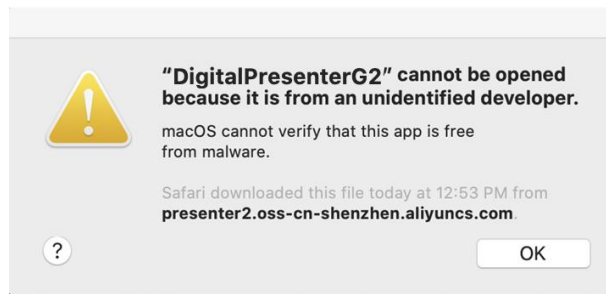 “DigitalPresenterG2” cannot be opened
because it is from an unidentified developer.
macOS cannot verify that this app is free
from malware.
Safari downloaded this file today at 12:53 PM from
presenter2.oss-cn-shenzhen.aliyuncs.com.
?
OK